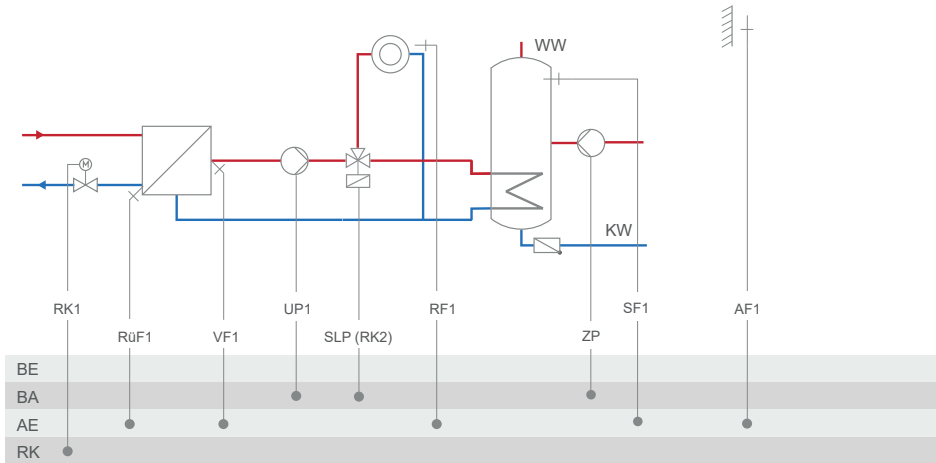 WW
M
KW
RK1
UP1
RF1
SF1
AF1
RüF1
VF1
SLP (RK2)
ZP
BE
BA
AE
RK